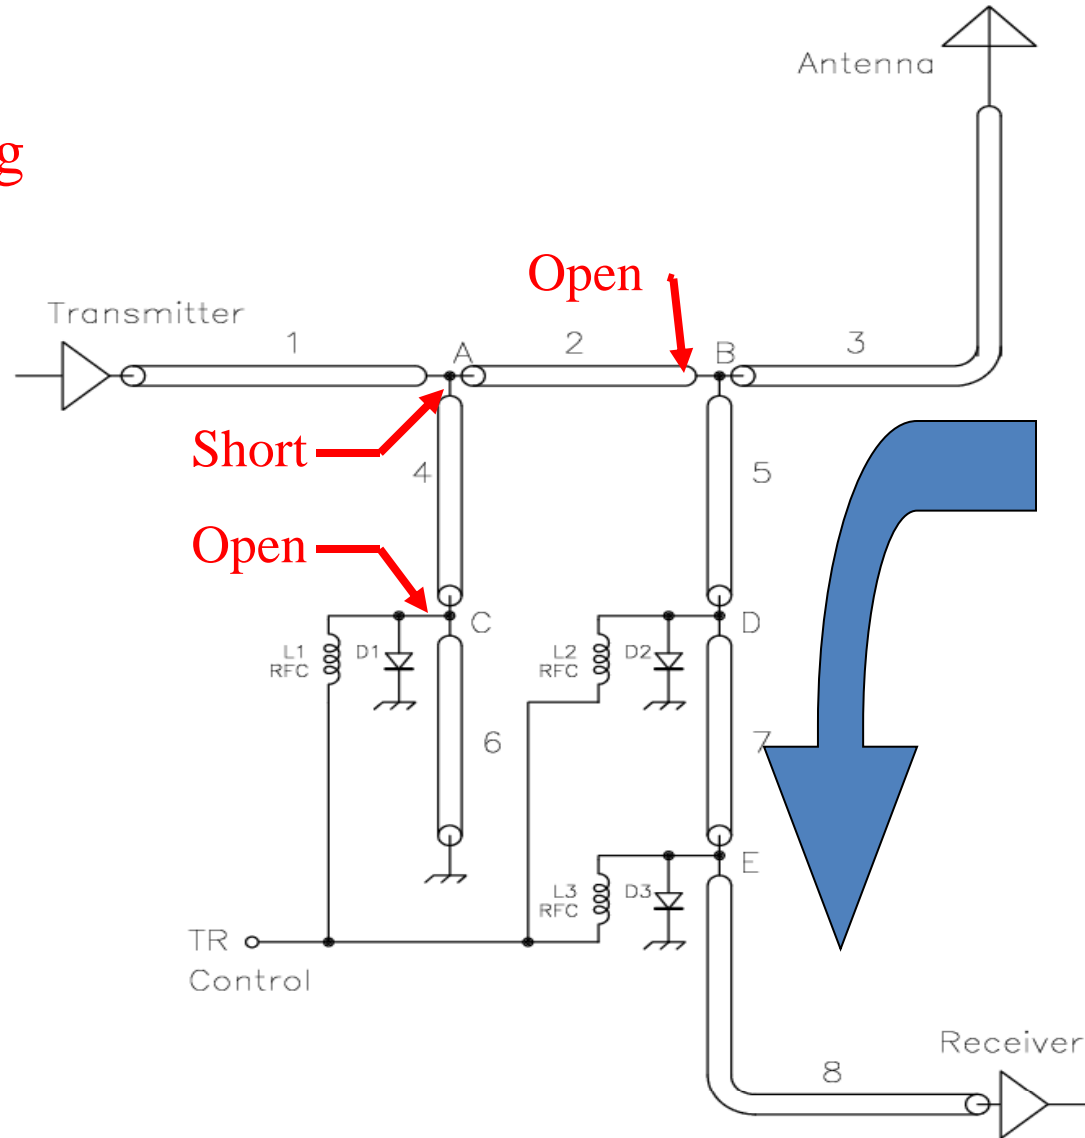 Antenna
g
Open
Transmitter
1
A
2
B
3
Short
4
5
Open
C
D
L1
RFC
D1
L2
RFC
D2
6
7
E
L3
RFC
D3
TR
Control
Receiver
8